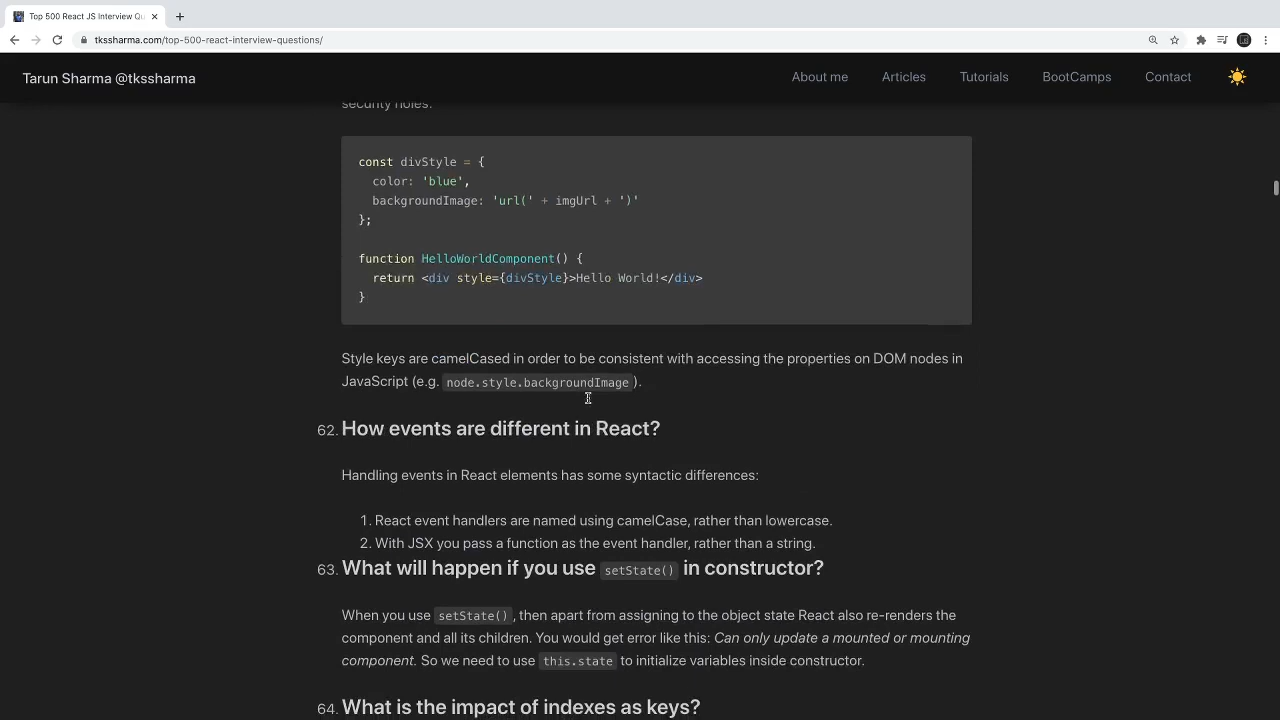 Top 500 React JS Interview Qu
tkssharma.com/top-500-react-interview-questions/
Tarun Sharma @tkssharma
About me
Articles
Tutorials
BootCamps
Contact
security holes.
const divStyle = {
color: 'blue',
backgroundImage: 'url(' + imgUrl + ')'
};
function HelloWorldComponent() {
return <div style={divStyle}>Hello World!</div>
}
Style keys are camelCased in order to be consistent with accessing the properties on DOM nodes in
JavaScript (e.g. node.style.backgroundImage ).
62. How events are different in React?
Handling events in React elements has some syntactic differences:
1. React event handlers are named using camelCase, rather than lowercase.
2. With JSX you pass a function as the event handler, rather than a string.
63. What will happen if you use setState() in constructor?
When you use setState() , then apart from assigning to the object state React also re-renders the
component and all its children. You would get error like this: Can only update a mounted or mounting
component. So we need to use this.state to initialize variables inside constructor.
64. What is the impact of indexes as keys?